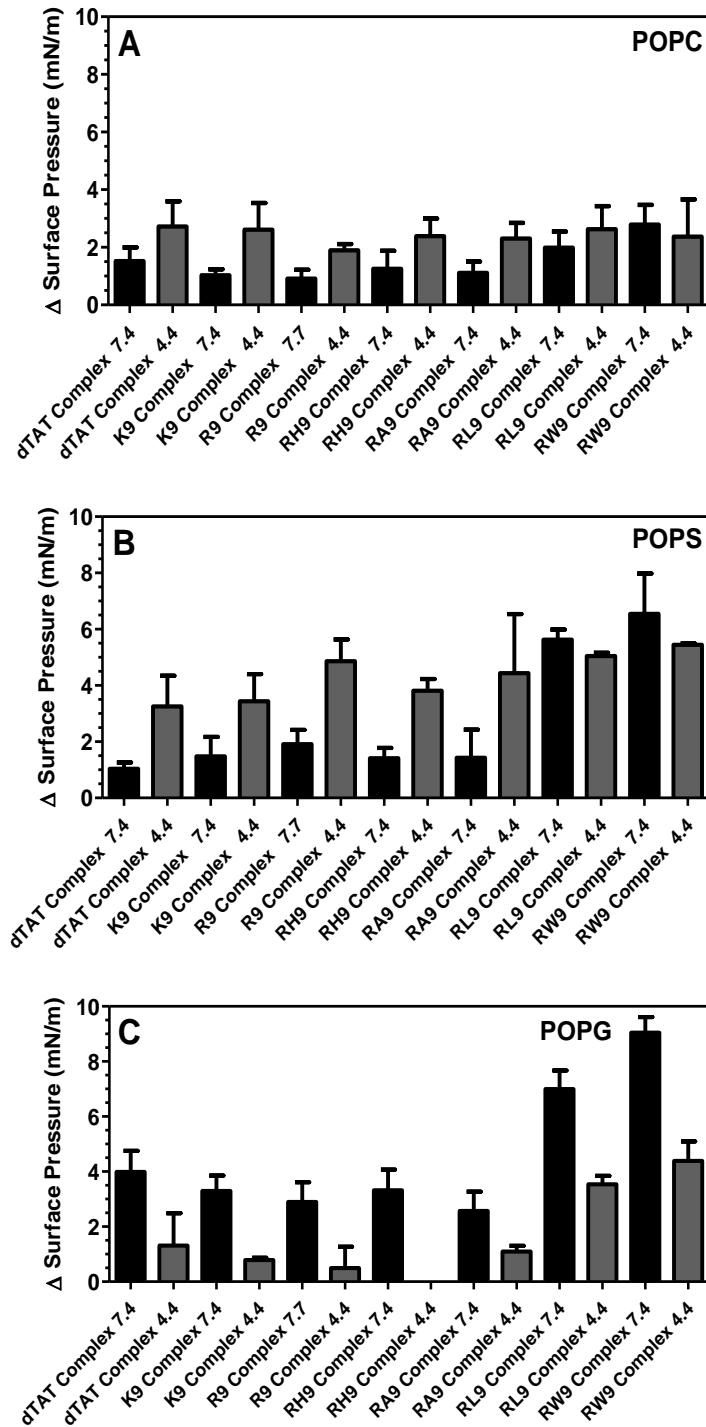 A
POPC
Δ Surface Pressure (mN/m)
10
8
6
4
2
0
dTAT Complex 7.4
dTAT Complex 4.4
K9 Complex 7.4
K9 Complex 4.4
R9 Complex 7.7
R9 Complex 4.4
RH9 Complex 7.4
RH9 Complex 4.4
RA9 Complex 7.4
RA9 Complex 4.4
RL9 Complex 7.4
RL9 Complex 4.4
RW9 Complex 7.4
RW9 Complex 4.4
B
POPS
Δ Surface Pressure (mN/m)
10
8
6
4
2
0
dTAT Complex 7.4
dTAT Complex 4.4
K9 Complex 7.4
K9 Complex 4.4
R9 Complex 7.7
R9 Complex 4.4
RH9 Complex 7.4
RH9 Complex 4.4
RA9 Complex 7.4
RA9 Complex 4.4
RL9 Complex 7.4
RL9 Complex 4.4
RW9 Complex 7.4
RW9 Complex 4.4
C
POPG
Δ Surface Pressure (mN/m)
10
8
6
4
2
0
dTAT Complex 7.4
dTAT Complex 4.4
K9 Complex 7.4
K9 Complex 4.4
R9 Complex 7.7
R9 Complex 4.4
RH9 Complex 7.4
RH9 Complex 4.4
RA9 Complex 7.4
RA9 Complex 4.4
RL9 Complex 7.4
RL9 Complex 4.4
RW9 Complex 7.4
RW9 Complex 4.4